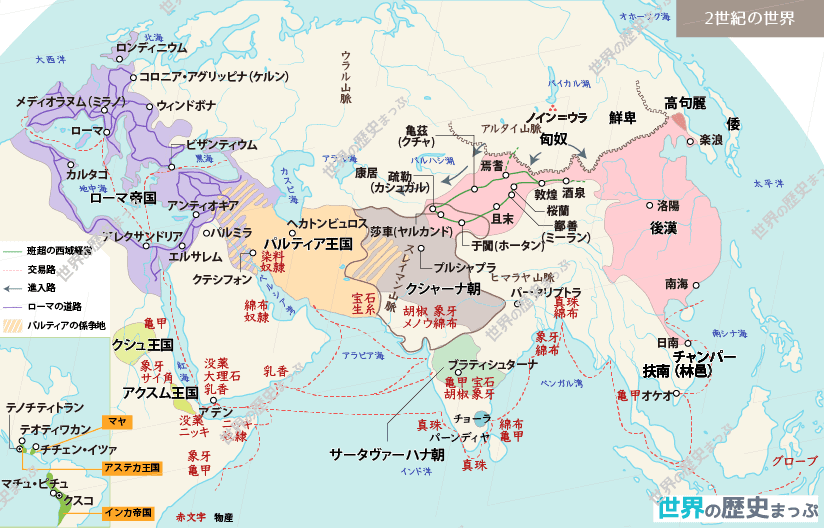 2世紀の世界
オホーツク海
北海
ロンディニウム
大西洋
コロニア・アグリッピナ(ケルン)
ウラル山脈
バイカル湖
メディオラヌム(ミラノ)
ウィンドボナ
ノイン=ウラ
鮮卑
高句麗
倭
ローマ
亀茲
(クチャ)
アルタイ山脈
匈奴
楽浪
ビザンティウム
黒海
アラル海
バルハシ湖
康居
疏勒
(カシュガル)
焉耆
カルタゴ
地中海
カスピ海
敦煌
酒泉
太平洋
ローマ帝国
アンティオキア
桜蘭
洛陽
ヘカトンピュロス
莎車(ヤルカンド)
且末
鄯善
(ミーラン)
後漢
アレクサンドリア
パルミラ
パルティア王国
于闐(ホータン)
エルサレム
染料
奴隷
スレイマン山脈
プルシャプラ
班超の西域経営
クテシフォン
ペルシア湾
クシャーナ朝
ヒマラヤ山脈
南海
交易路
パータリプトラ
進入路
綿布
奴隷
宝石
生糸
胡椒 象牙
メノウ 綿布
真珠
綿布
ローマの道路
パルティアの係争地
亀甲
南シナ海
クシュ王国
紅海
アラビア海
象牙
綿布
日南
チャンパー
扶南(林邑)
象牙
サイ角
没薬
大理石
乳香
乳香
プラティシュターナ
ベンガル湾
アクスム王国
亀甲 宝石
胡椒 象牙
亀甲
オケオ
テノチティトラン
アデン
マヤ
没薬
ニッキ
チョーラ
テオティワカン
真珠
パーンディヤ
綿布
亀甲
チチェン・イツァ
サータヴァーハナ朝
象牙
亀甲
真珠
グローブ
アステカ王国
インド洋
マチュ・ピチュ
クスコ
インカ帝国
赤文字 物産
世界の歴史まっぷ